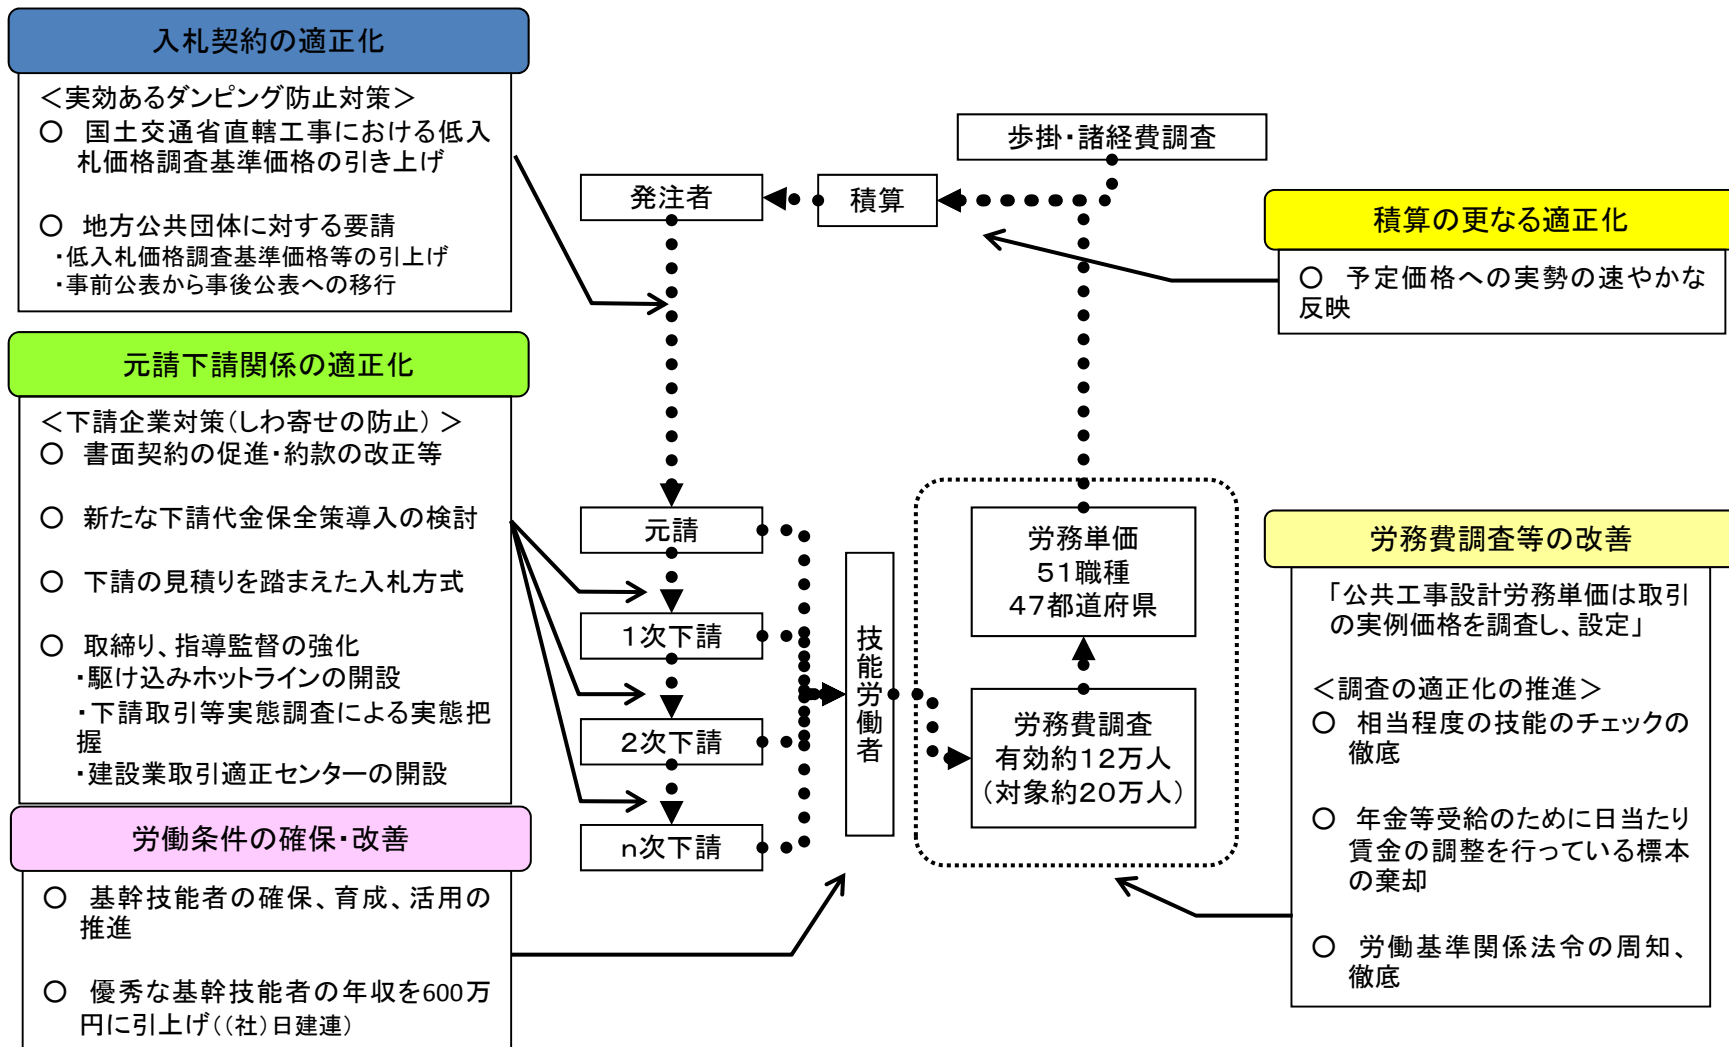 入札契約の適正化
＜実効あるダンピング防止対策＞
○　国土交通省直轄工事における低入
札価格調査基準価格の引き上げ
○　地方公共団体に対する要請
・低入札価格調査基準価格等の引上げ
・事前公表から事後公表への移行
元請下請関係の適正化
＜下請企業対策（しわ寄せの防止）＞
○　書面契約の促進・約款の改正等
○　新たな下請代金保全策導入の検討
○　下請の見積りを踏まえた入札方式
○　取締り、指導監督の強化
・駆け込みホットラインの開設
・下請取引等実態調査による実態把
握
・建設業取引適正センターの開設
労働条件の確保・改善
○　基幹技能者の確保、育成、活用の
推進
○　優秀な基幹技能者の年収を600万
円に引上げ（（社）日建連）
発注者
積算
歩掛・諸経費調査
元請
１次下請
２次下請
ｎ次下請
技能労働者
労務単価
５１職種
４７都道府県
労務費調査
有効約１２万人
（対象約２０万人）
積算の更なる適正化
○　予定価格への実勢の速やかな
反映
労務費調査等の改善
「公共工事設計労務単価は取引
の実例価格を調査し、設定」
＜調査の適正化の推進＞
○　相当程度の技能のチェックの
徹底
○　年金等受給のために日当たり
賃金の調整を行っている標本
の棄却
○　労働基準関係法令の周知、
徹底